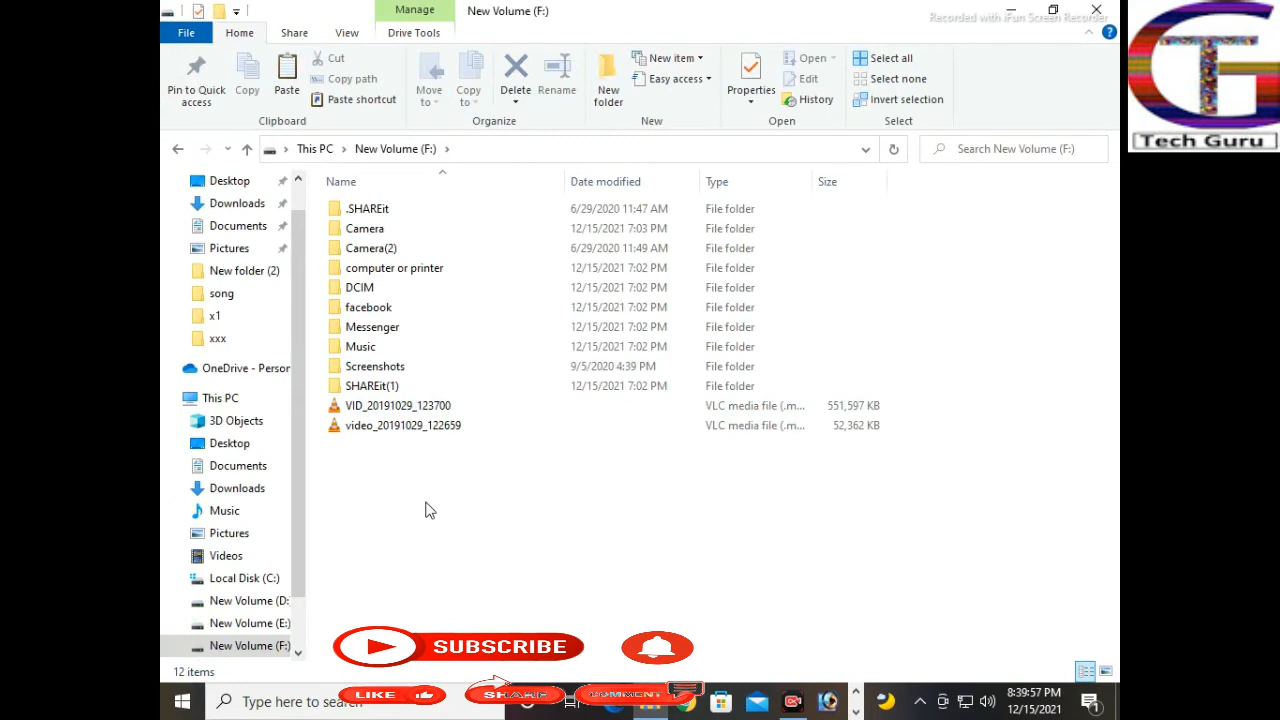 Manage
New Volume (F:)
Recorded with iFun Screen Recorder
File
Home
Share
View
Drive Tools
Pin to Quick access
Copy
Paste
Cut
Copy path
Paste shortcut
Clipboard
Move to
Copy to
Delete
Rename
Organize
New folder
New item
Easy access
New
Properties
Open
Edit
History
Open
Select all
Select none
Invert selection
Select
Tech Guru
This PC
New Volume (F:)
Search New Volume (F:)
Name
Date modified
Type
Size
.SHAREit 6/29/2020 11:47 AM File folder
Camera 12/15/2021 7:03 PM File folder
Camera(2) 6/29/2020 11:49 AM File folder
computer or printer 12/15/2021 7:02 PM File folder
DCIM 12/15/2021 7:02 PM File folder
facebook 12/15/2021 7:02 PM File folder
Messenger 12/15/2021 7:02 PM File folder
Music 12/15/2021 7:02 PM File folder
Screenshots 9/5/2020 4:39 PM File folder
SHAREit(1) 12/15/2021 7:02 PM File folder
VID_20191029_123700 VLC media file (.m... 551,597 KB
video_20191029_122659 VLC media file (.m... 52,362 KB
Desktop
Downloads
Documents
Pictures
New folder (2)
song
x1
xxx
OneDrive - Person
This PC
3D Objects
Desktop
Documents
Downloads
Music
Pictures
Videos
Local Disk (C:)
New Volume (D:
New Volume (E:)
New Volume (F:)
12 items
SUBSCRIBE
LIKE
SHARE
COMMENT
Type here to sear
8:39:57 PM
12/15/2021
1